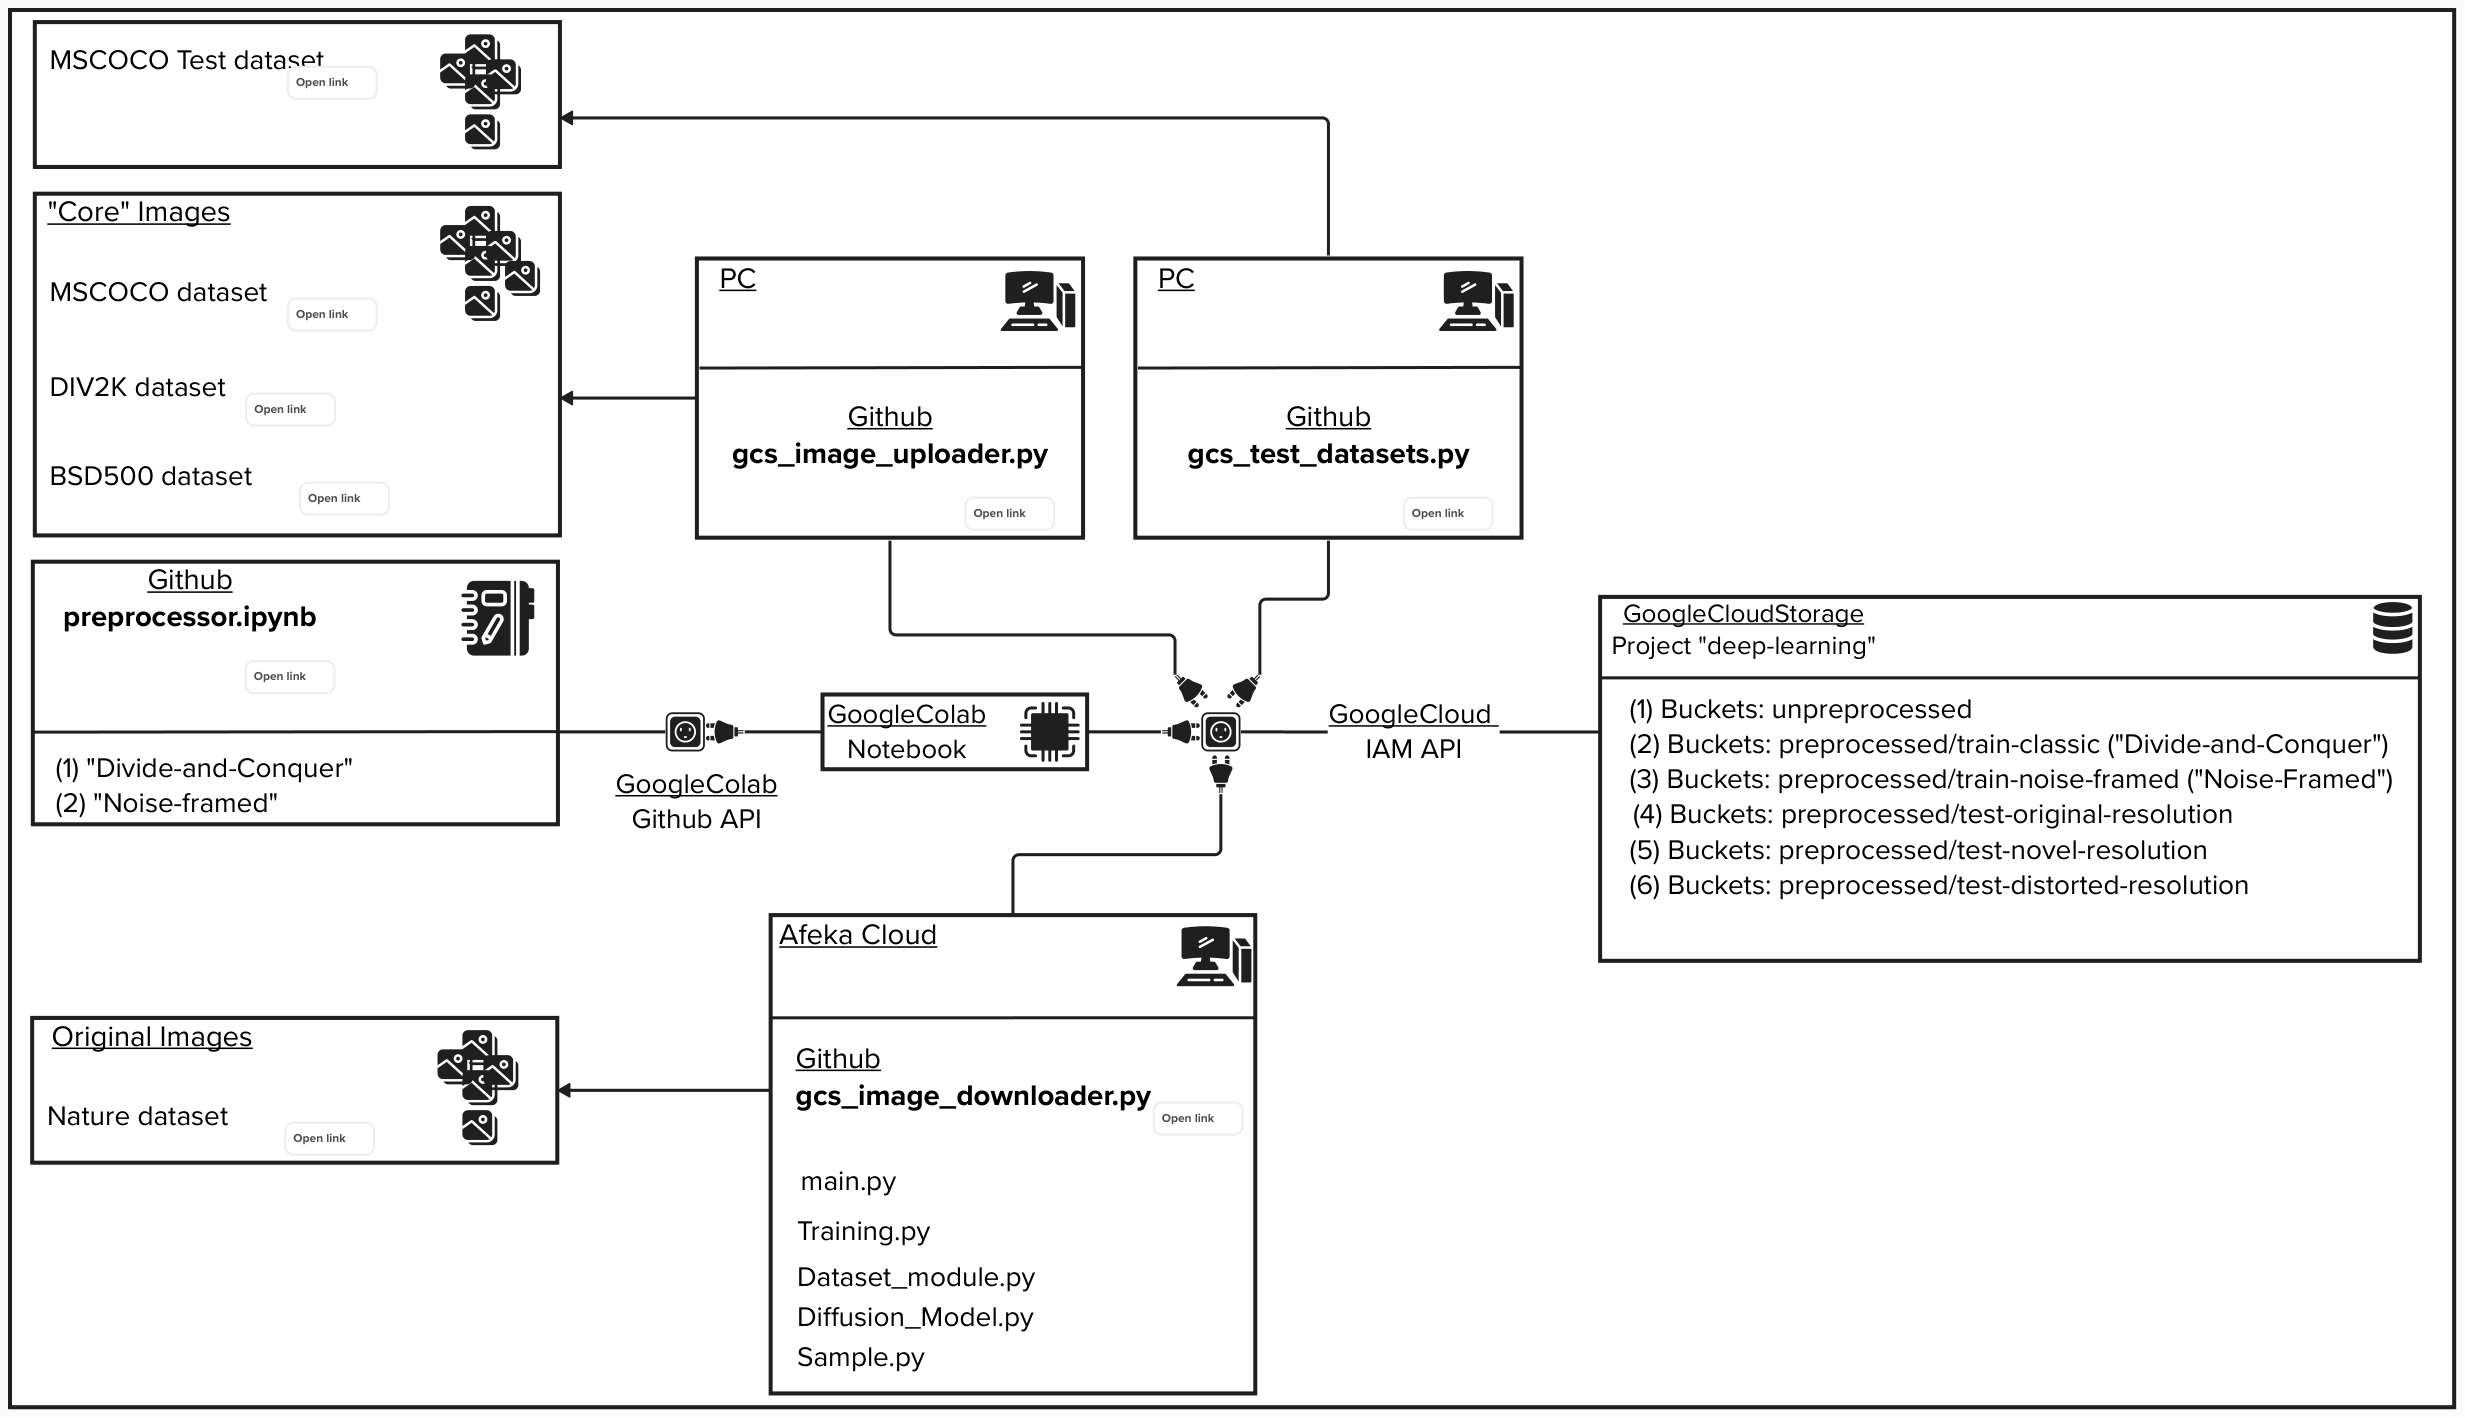 MSCOCO Test dataset
Open link
"Core" Images
MSCOCO dataset
Open link
DIV2K dataset
Open link
BSD500 dataset
Open link
PC
Github
gcs_image_uploader.py
Open link
PC
Github
gcs_test_datasets.py
Open link
Github
preprocessor.ipynb
Open link
(1) "Divide-and-Conquer"
(2) "Noise-framed"
GoogleColab
Github API
GoogleColab
Notebook
GoogleCloud
IAM API
GoogleCloudStorage
Project "deep-learning"
(1) Buckets: unpreprocessed
(2) Buckets: preprocessed/train-classic ("Divide-and-Conquer")
(3) Buckets: preprocessed/train-noise-framed ("Noise-Framed")
(4) Buckets: preprocessed/test-original-resolution
(5) Buckets: preprocessed/test-novel-resolution
(6) Buckets: preprocessed/test-distorted-resolution
Afeka Cloud
Github
gcs_image_downloader.py
Open link
main.py
Training.py
Dataset_module.py
Diffusion_Model.py
Sample.py
Original Images
Nature dataset
Open link